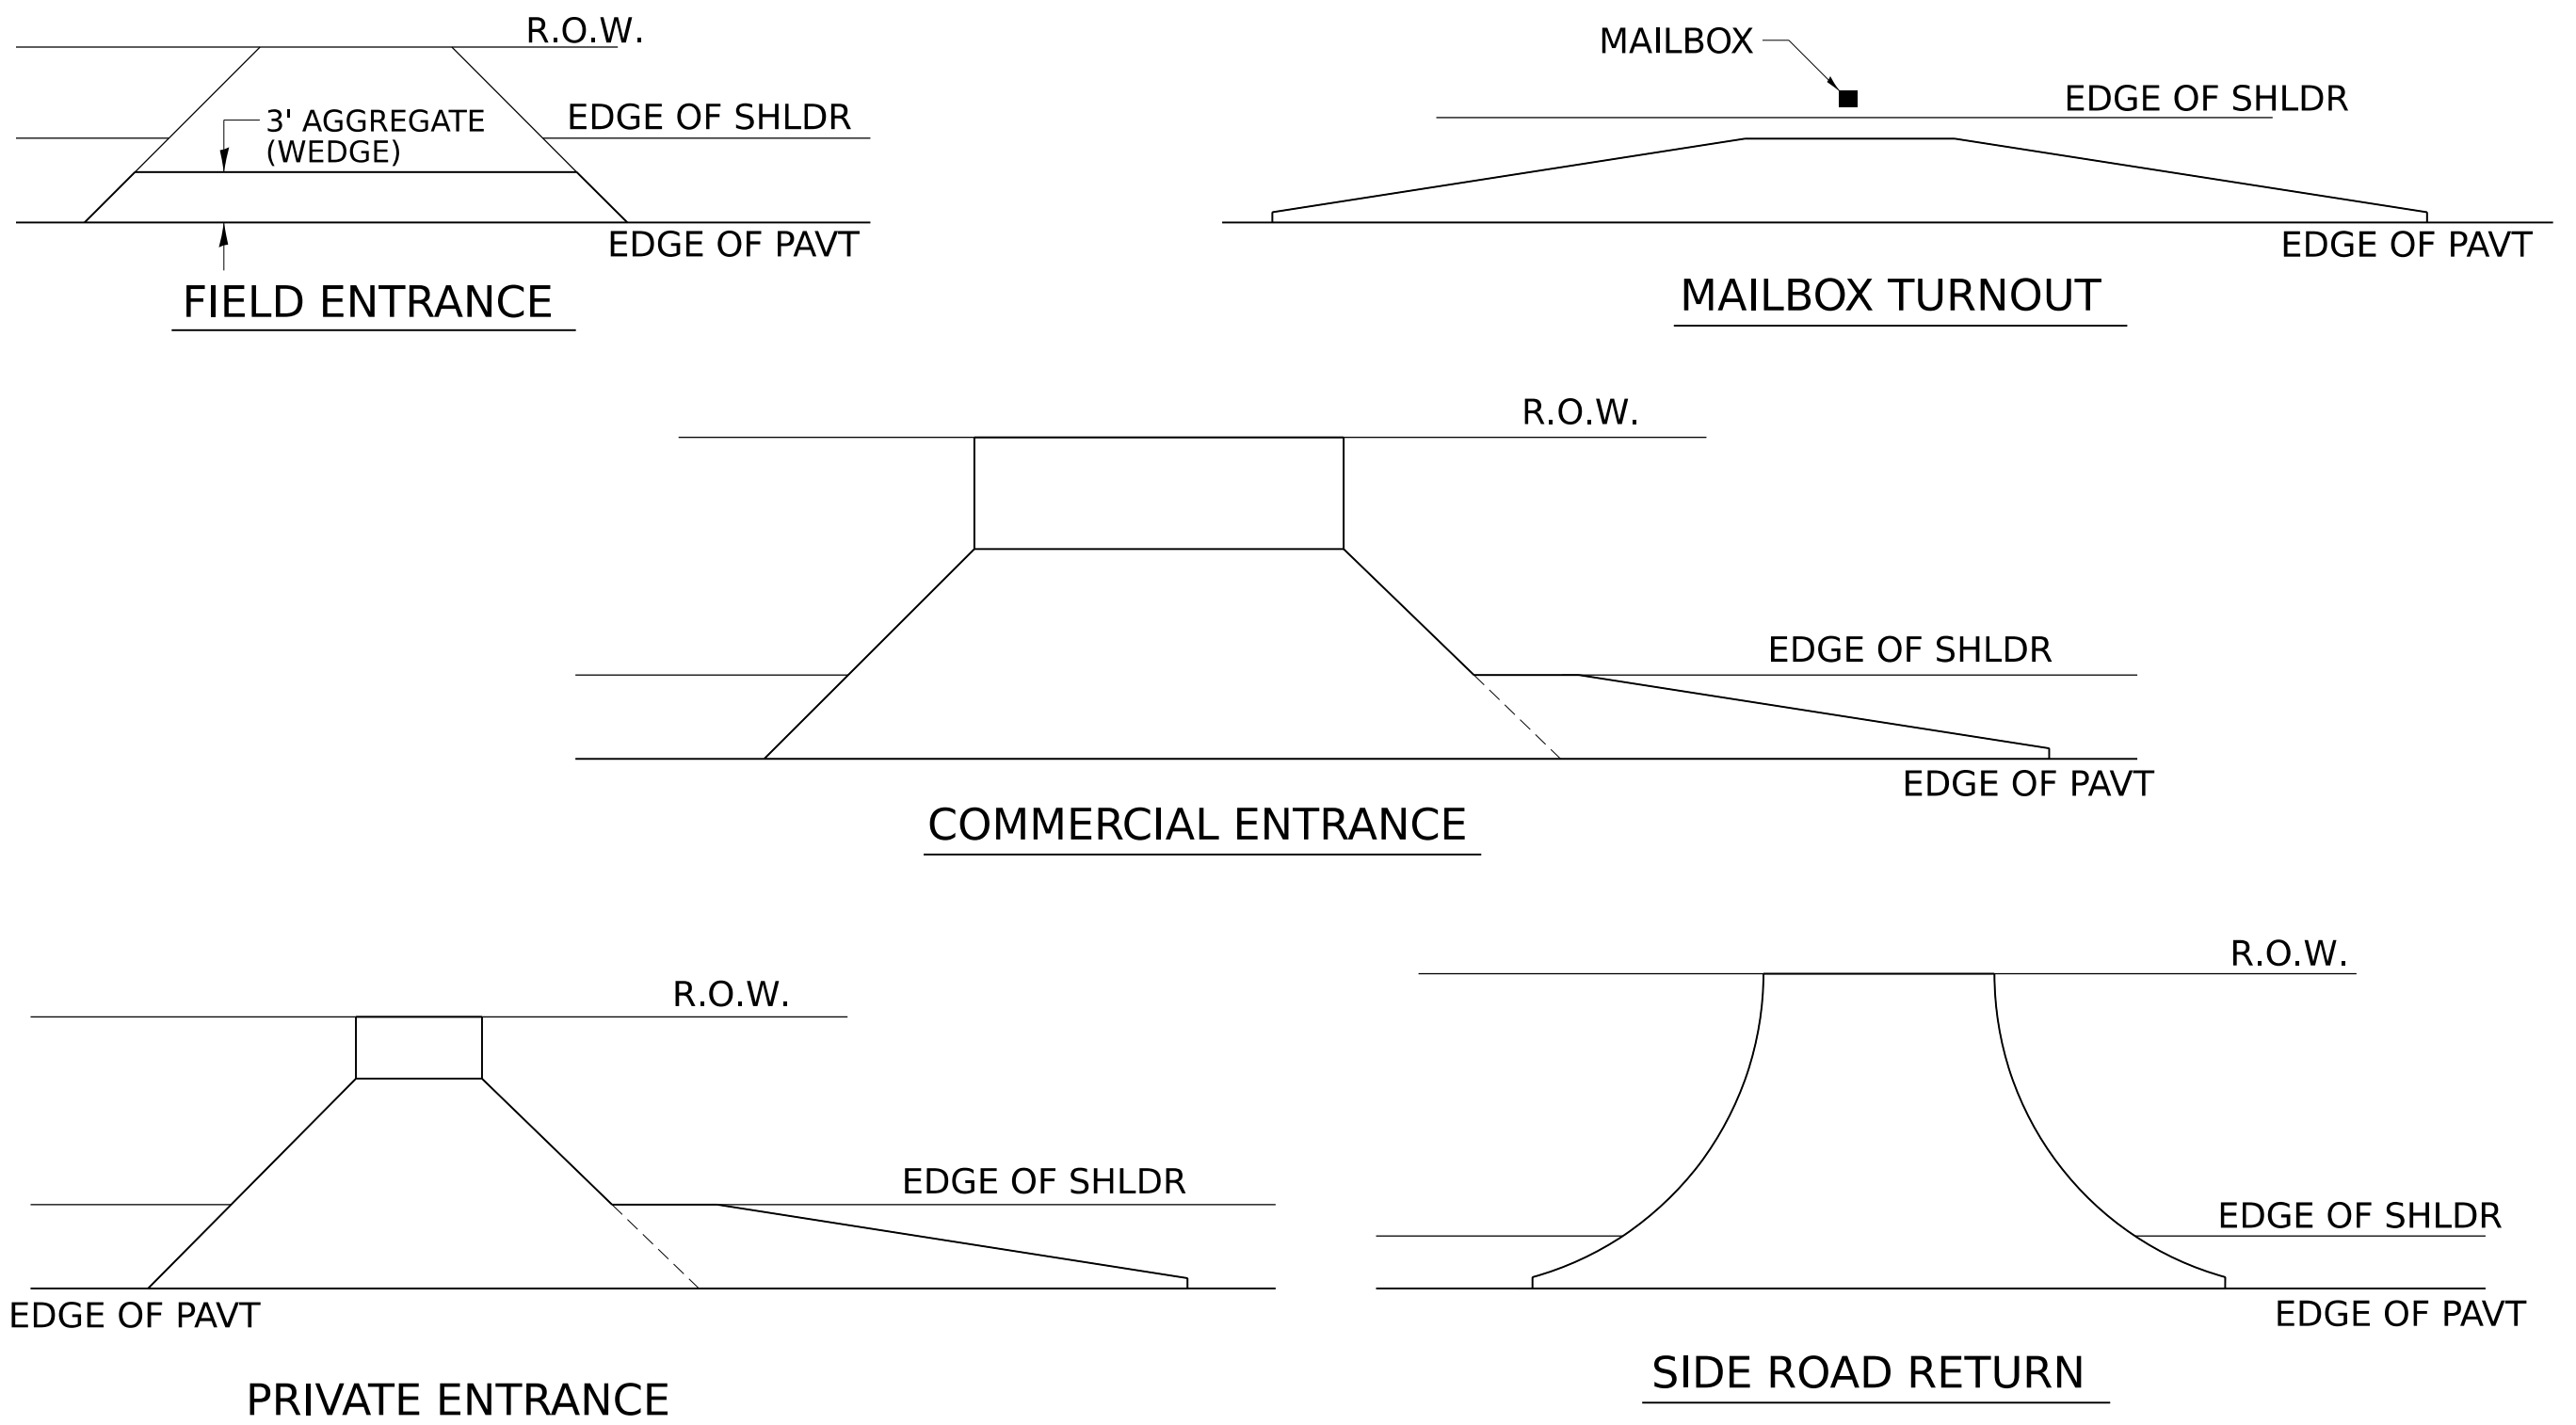 R.O.W.
3' AGGREGATE
(WEDGE)
EDGE OF SHLDR
EDGE OF PAVT
FIELD ENTRANCE
MAILBOX
EDGE OF SHLDR
EDGE OF PAVT
MAILBOX TURNOUT
R.O.W.
EDGE OF SHLDR
EDGE OF PAVT
COMMERCIAL ENTRANCE
R.O.W.
EDGE OF SHLDR
EDGE OF PAVT
PRIVATE ENTRANCE
R.O.W.
EDGE OF SHLDR
EDGE OF PAVT
SIDE ROAD RETURN